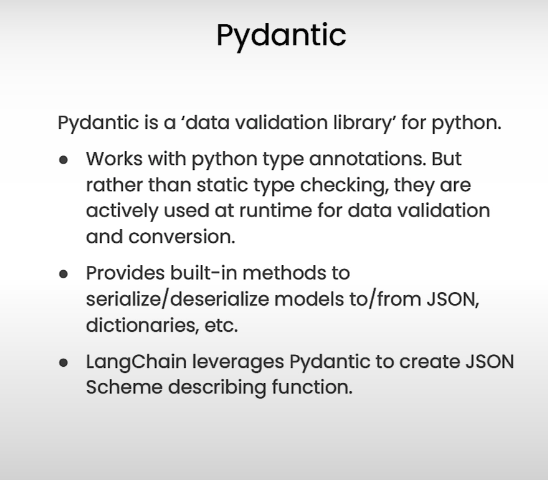 Pydantic
Pydantic is a ‘data validation library’ for python.
● Works with python type annotations. But
rather than static type checking, they are
actively used at runtime for data validation
and conversion.
● Provides built-in methods to
serialize/deserialize models to/from JSON,
dictionaries, etc.
● LangChain leverages Pydantic to create JSON
Scheme describing function.